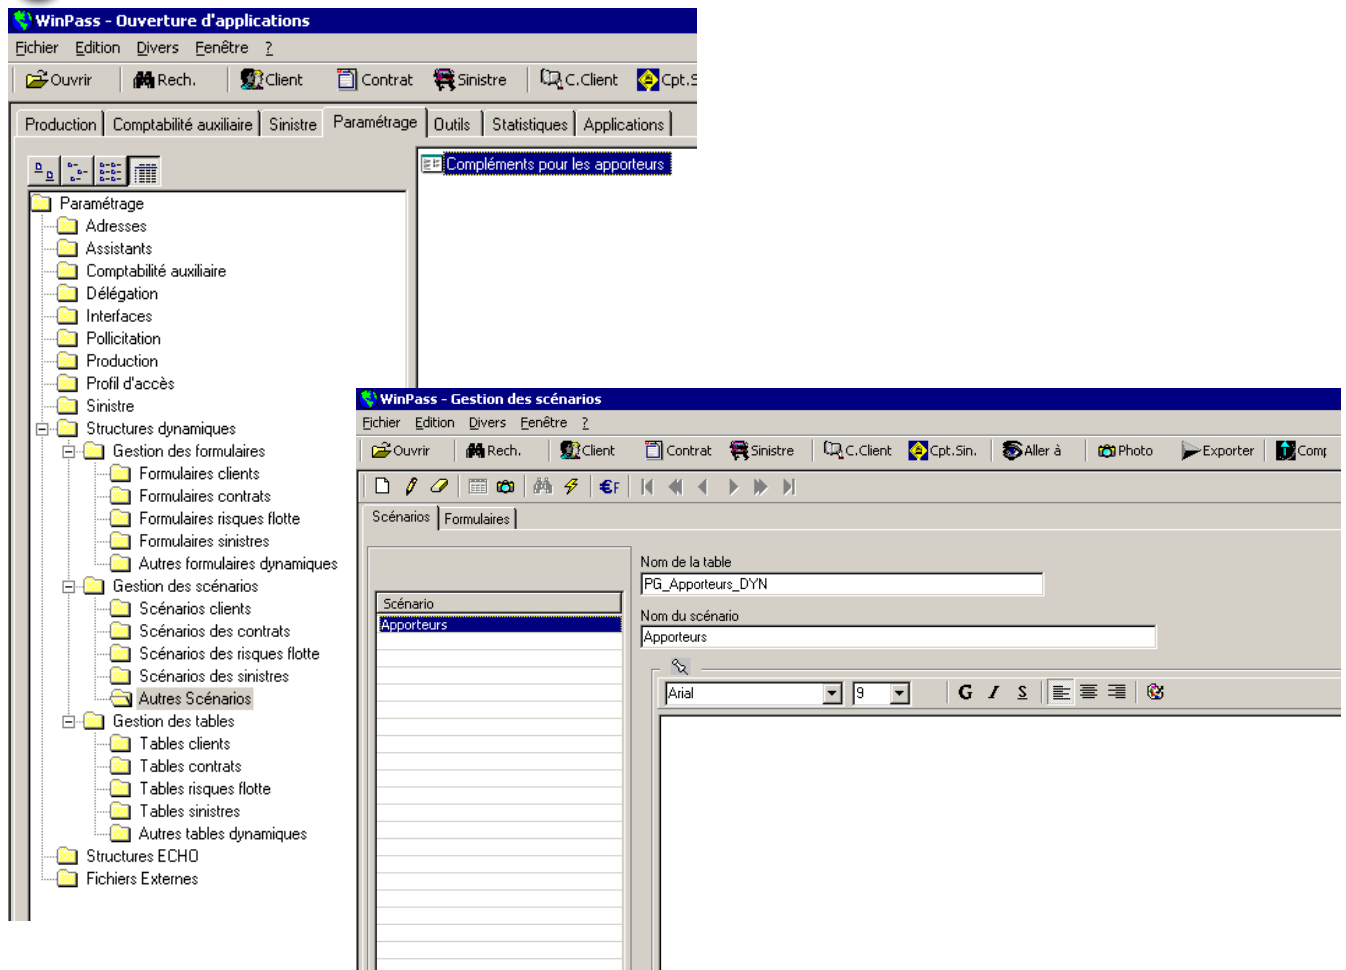 WinPass - Ouverture d'applications
Fichier Edition Divers Fenêtre ?
Ouvrir Rech. Client Contrat Sinistre C.Client Cpt.S
Production Comptabilité auxiliaire Sinistre Paramétrage Outils Statistiques Applications
Compléments pour les apporteurs
Paramétrage
Adresses
Assistants
Comptabilité auxiliaire
Délégation
Interfaces
Pollicitation
Production
Profil d'accès
Sinistre
Structures dynamiques
Gestion des formulaires
Formulaires clients
Formulaires contrats
Formulaires risques flotte
Formulaires sinistres
Autres formulaires dynamiques
Gestion des scénarios
Scénarios clients
Scénarios des contrats
Scénarios des risques flotte
Scénarios des sinistres
Autres Scénarios
Gestion des tables
Tables clients
Tables contrats
Tables risques flotte
Tables sinistres
Autres tables dynamiques
Structures ECHO
Fichiers Externes
WinPass - Gestion des scénarios
Fichier Edition Divers Fenêtre ?
Ouvrir Rech. Client Contrat Sinistre C.Client Cpt.Sin. Aller à Photo Exporter Comp
€F
Scénarios Formulaires
Scénario
Apporteurs
Nom de la table
PG_Apporteurs_DYN
Nom du scénario
Apporteurs
Arial 9 G I S